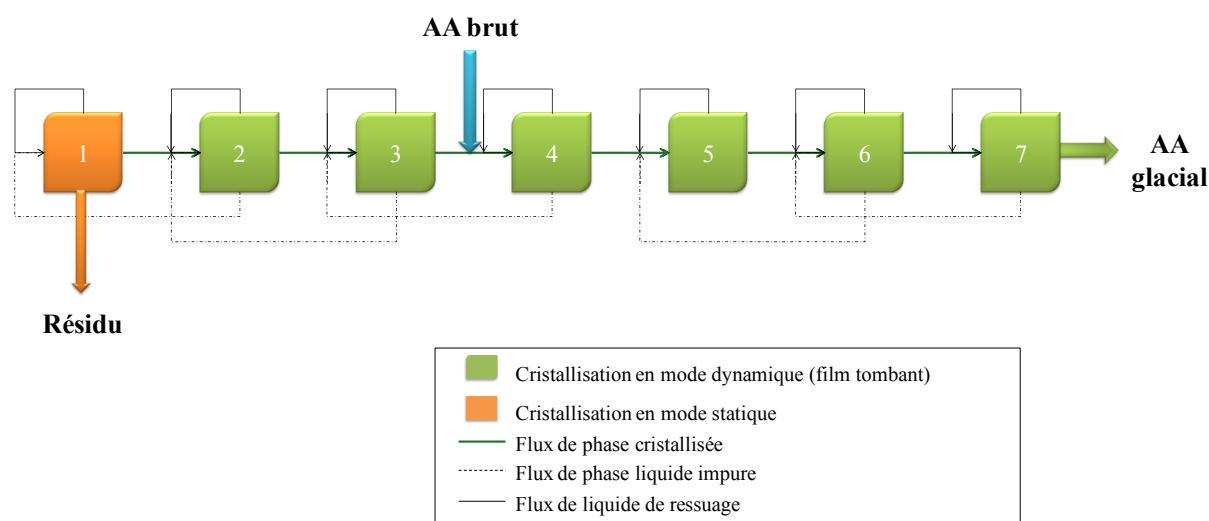 AA brut
1
2
3
4
5
6
7
AA
glacial
Résidu
Cristallisation en mode dynamique (film tombant)
Cristallisation en mode statique
Flux de phase cristallisée
Flux de phase liquide impure
Flux de liquide de ressuage